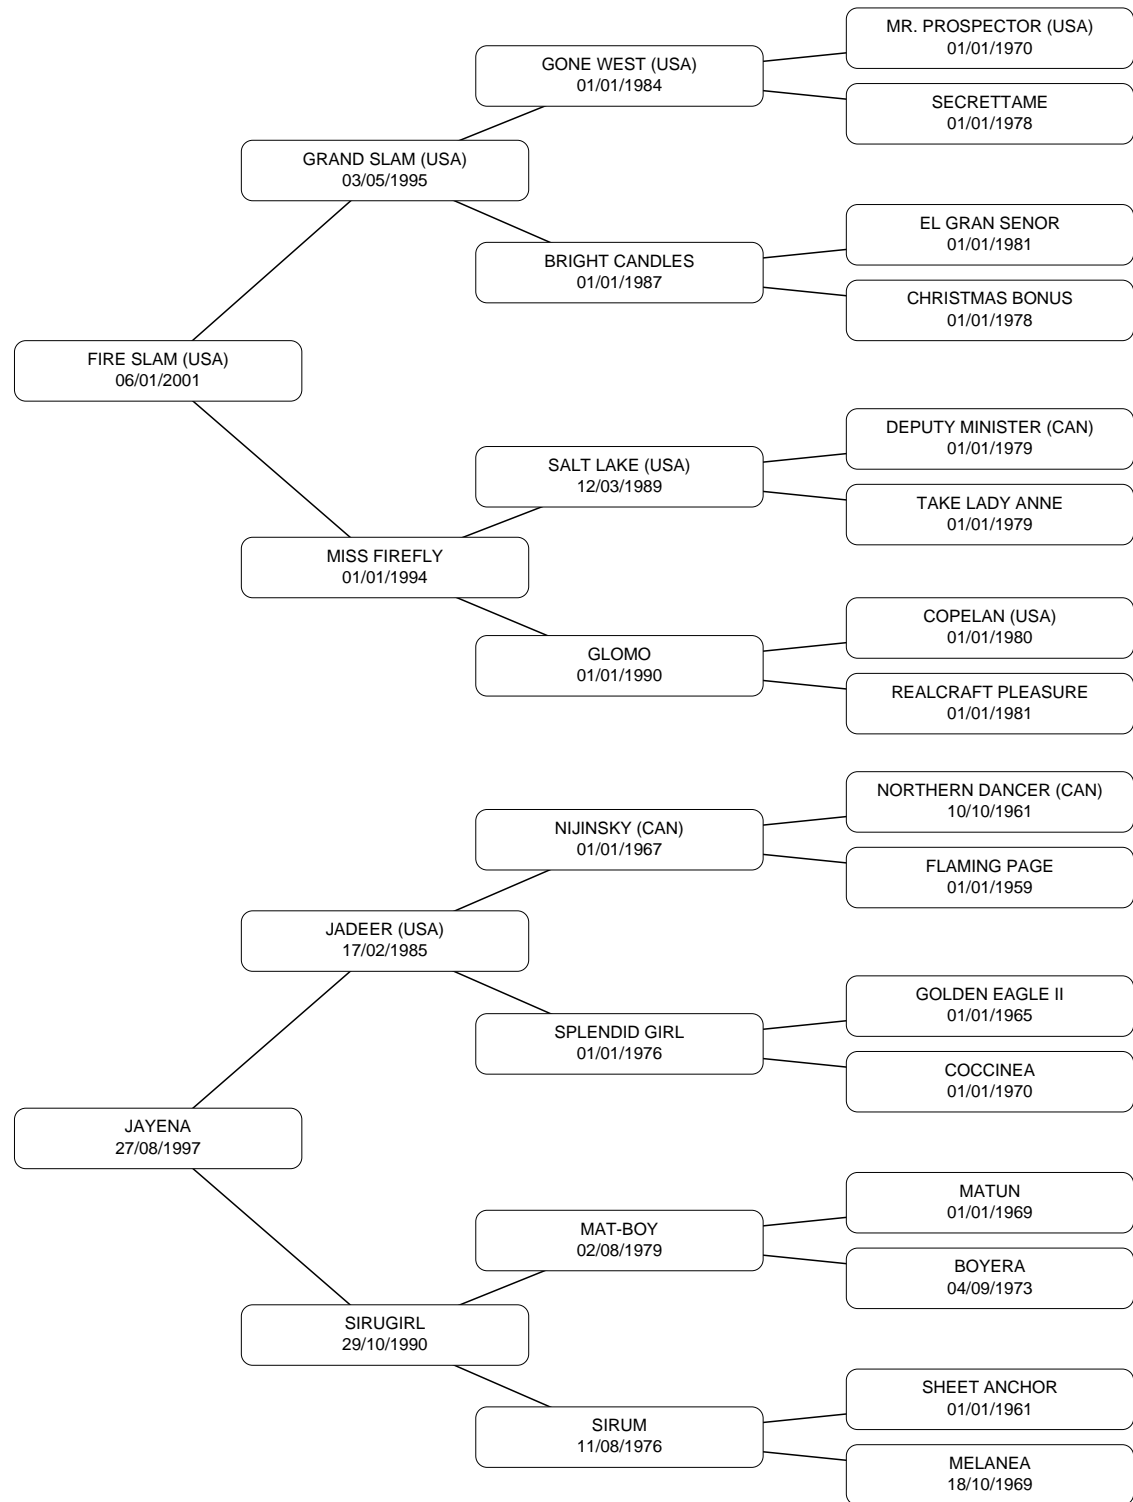 MR. PROSPECTOR (USA)
01/01/1970
GONE WEST (USA)
01/01/1984
SECRETTAME
01/01/1978
GRAND SLAM (USA)
03/05/1995
EL GRAN SENOR
01/01/1981
BRIGHT CANDLES
01/01/1987
CHRISTMAS BONUS
01/01/1978
FIRE SLAM (USA)
06/01/2001
DEPUTY MINISTER (CAN)
01/01/1979
SALT LAKE (USA)
12/03/1989
TAKE LADY ANNE
01/01/1979
MISS FIREFLY
01/01/1994
COPELAN (USA)
01/01/1980
GLOMO
01/01/1990
REALCRAFT PLEASURE
01/01/1981
NORTHERN DANCER (CAN)
10/10/1961
NIJINSKY (CAN)
01/01/1967
FLAMING PAGE
01/01/1959
JADEER (USA)
17/02/1985
GOLDEN EAGLE II
01/01/1965
SPLENDID GIRL
01/01/1976
COCCINEA
01/01/1970
JAYENA
27/08/1997
MATUN
01/01/1969
MAT-BOY
02/08/1979
BOYERA
04/09/1973
SIRUGIRL
29/10/1990
SHEET ANCHOR
01/01/1961
SIRUM
11/08/1976
MELANEA
18/10/1969